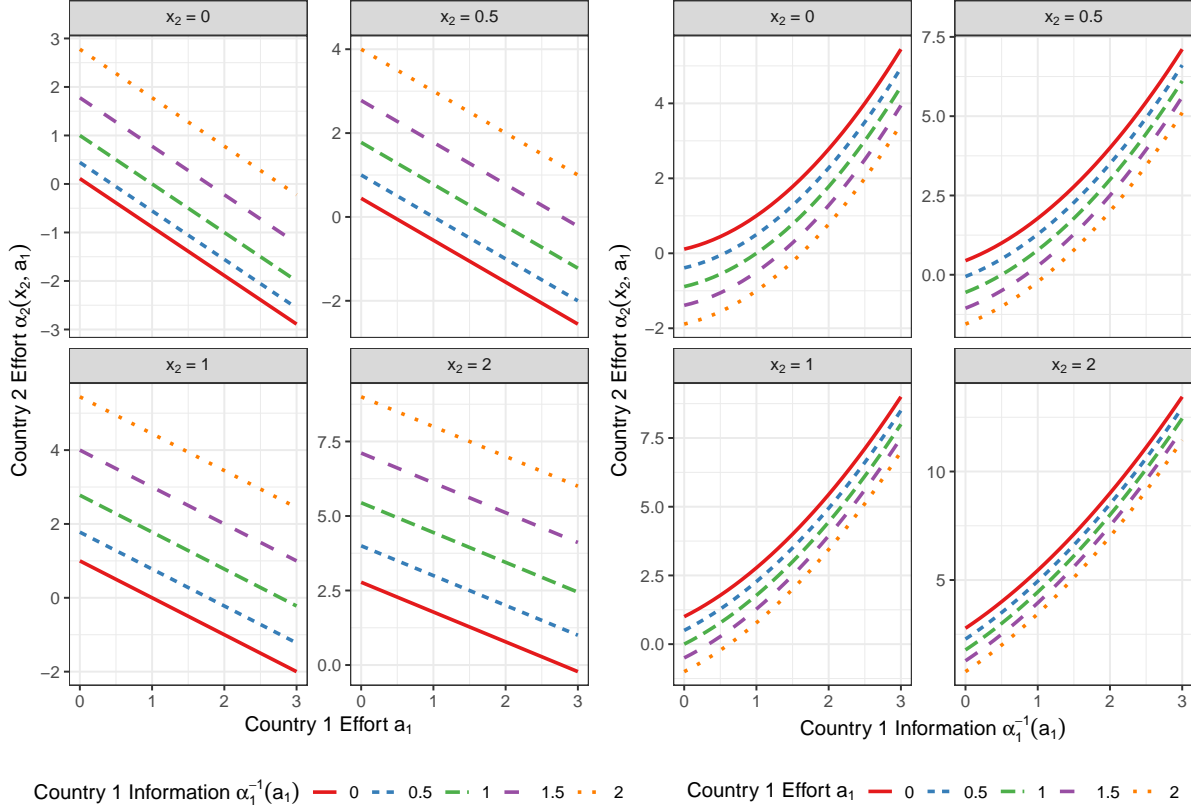 x2 = 0
x2 = 0.5
x2 = 0
x2 = 0.5
3
2
1
0
−1
−2
−3
4
2
0
−2
4
2
0
−2
7.5
5.0
2.5
0.0
x2 = 1
x2 = 2
x2 = 1
x2 = 2
4
2
0
−2
7.5
5.0
2.5
0.0
7.5
5.0
2.5
0.0
10
5
0 1 2 3
0 1 2 3
0 1 2 3
0 1 2 3
Country 2 Effort α2(x2, a1)
Country 2 Effort α2(x2, a1)
Country 1 Effort a1
Country 1 Information α1^−1(a1)
Country 1 Information α1^−1(a1) 0 0.5 1 1.5 2
Country 1 Effort a1 0 0.5 1 1.5 2